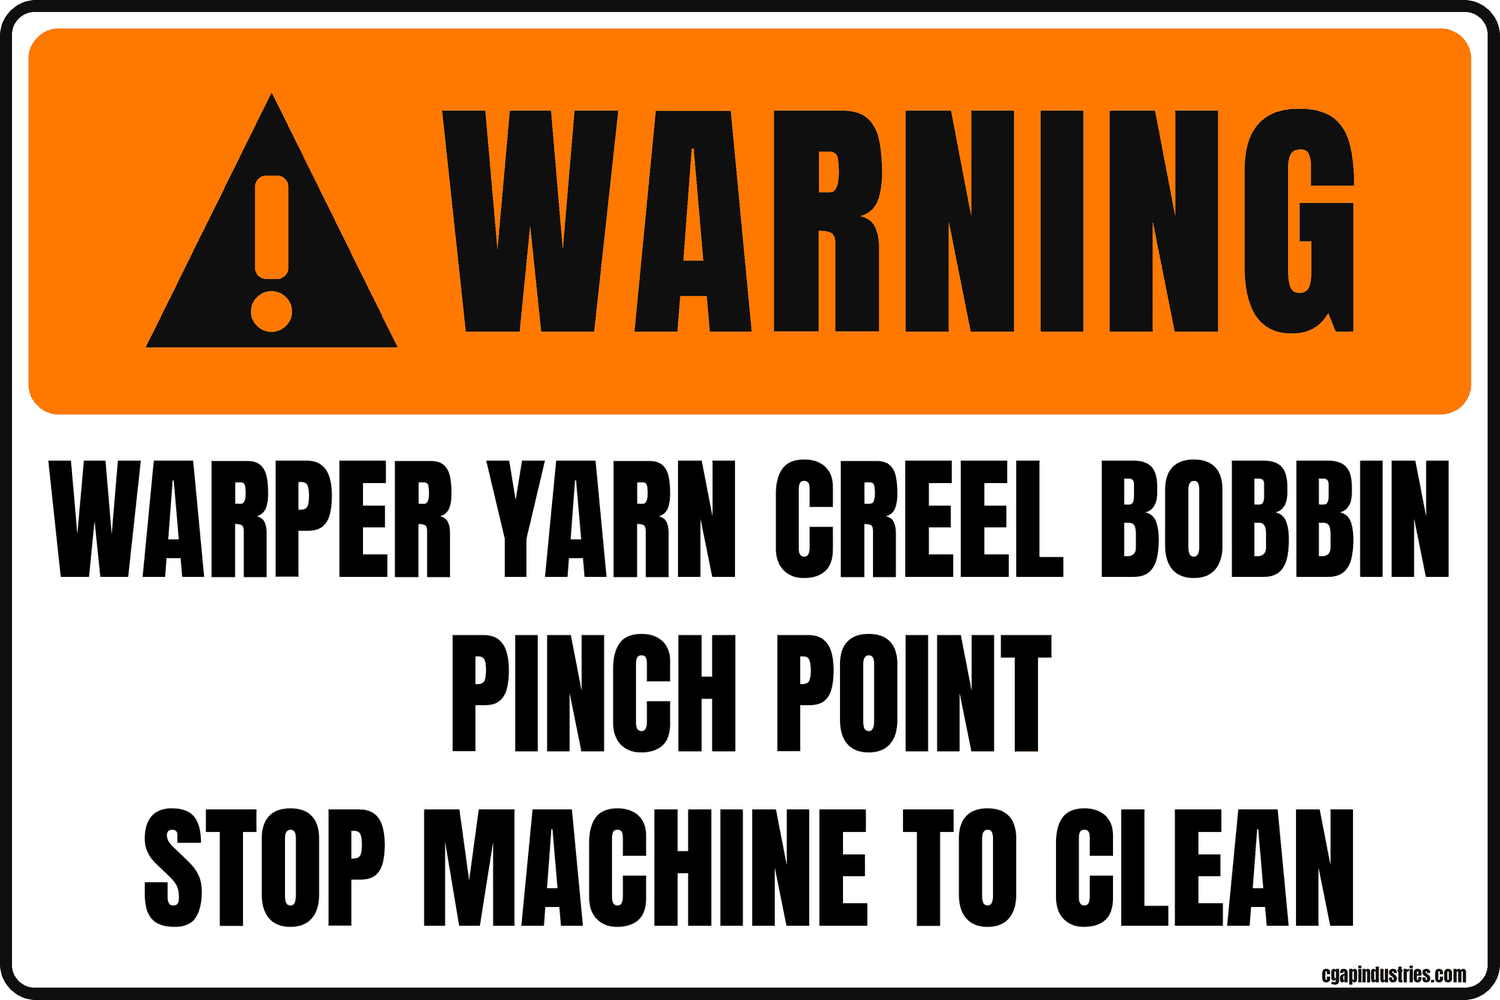 WARNING
WARPER YARN CREEL BOBBIN
PINCH POINT
STOP MACHINE TO CLEAN
cgapindustries.com